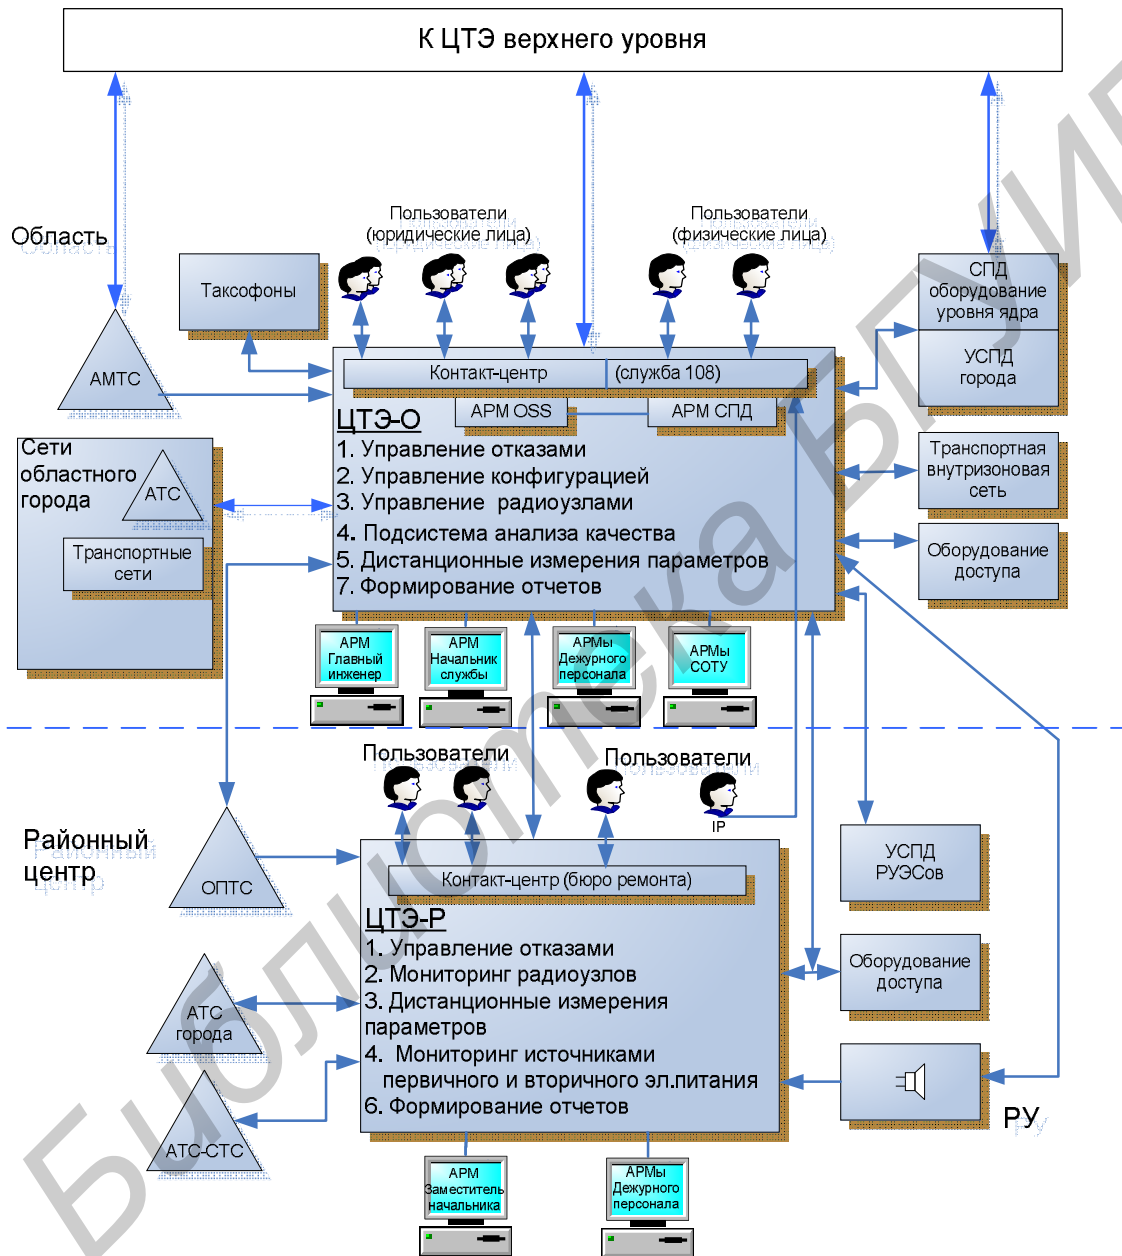 К ЦТЭ верхнего уровня
Область
Пользователи
(юридические лица)
Пользователи
(физические лица)
Таксофоны
СПД
оборудование
уровня ядра
УСПД
города
АМТС
Контакт-центр
(служба 108)
АРМ OSS
АРМ СПД
ЦТЭ-О
1. Управление отказами
2. Управление конфигурацией
3. Управление радиоузлами
4. Подсистема анализа качества
5. Дистанционные измерения параметров
7. Формирование отчетов
Сети
областного
города
АТС
Транспортные
сети
Транспортная
внутризоновая
сеть
Оборудование
доступа
АРМ
Главный
инженер
АРМ
Начальник
службы
АРМы
Дежурного
персонала
АРМы
СОТУ
Пользователи
Пользователи
IP
Районный
центр
ОПТС
Контакт-центр (бюро ремонта)
ЦТЭ-Р
1. Управление отказами
2. Мониторинг радиоузлов
3. Дистанционные измерения
параметров
4. Мониторинг источниками
первичного и вторичного эл.питания
6. Формирование отчетов
УСПД
РУЭСов
Оборудование
доступа
РУ
АТС
города
АТС-СТС
АРМ
Заместитель
начальника
АРМы
Дежурного
персонала
Библиотека БГУИР